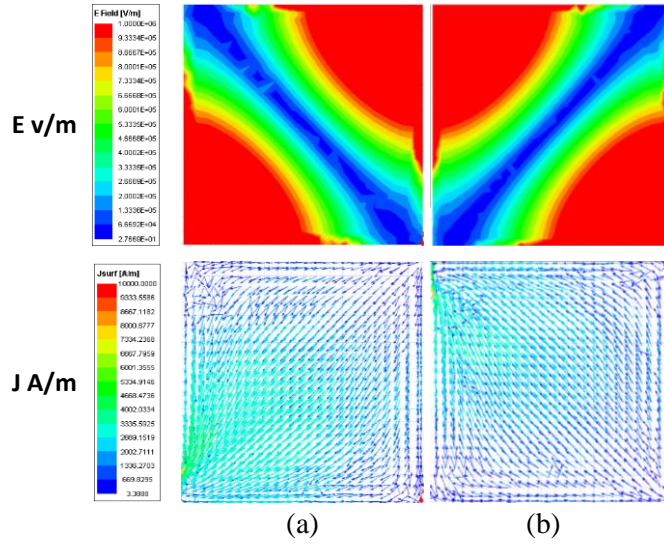 E Field [V/m]
1.0000E+06
9.3334E+05
8.6667E+05
8.0001E+05
7.3334E+05
6.6668E+05
6.0001E+05
5.3335E+05
4.6668E+05
4.0002E+05
3.3335E+05
2.6669E+05
2.0002E+05
1.3336E+05
6.6692E+04
2.7669E+01
E v/m
Jsurf [A/m]
10000.0000
9333.5586
8667.1182
8000.6777
7334.2368
6667.7959
6001.3555
5334.9146
4668.4736
4002.0334
3335.5925
2669.1519
2002.7111
1336.2703
669.8295
3.3888
J A/m
(a)
(b)